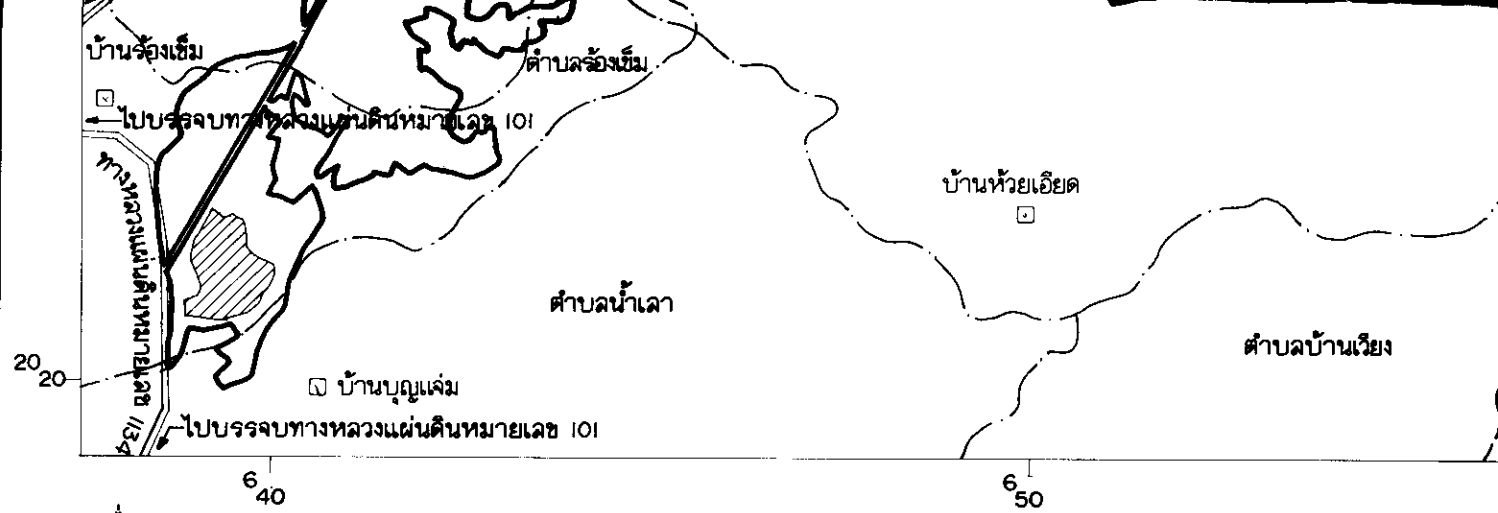 บ้านร้องเข็ม
ตำบลร้องเข็ม
ไปบรรจบทางหลวงแผ่นดินหมายเลข 101
ทางหลวงแผ่นดินหมายเลข 1134
บ้านห้วยเอียด
ตำบลน้ำเลา
ตำบลบ้านเวียง
20 20
บ้านบุญแจ่ม
ไปบรรจบทางหลวงแผ่นดินหมายเลข 101
6 40
6 50